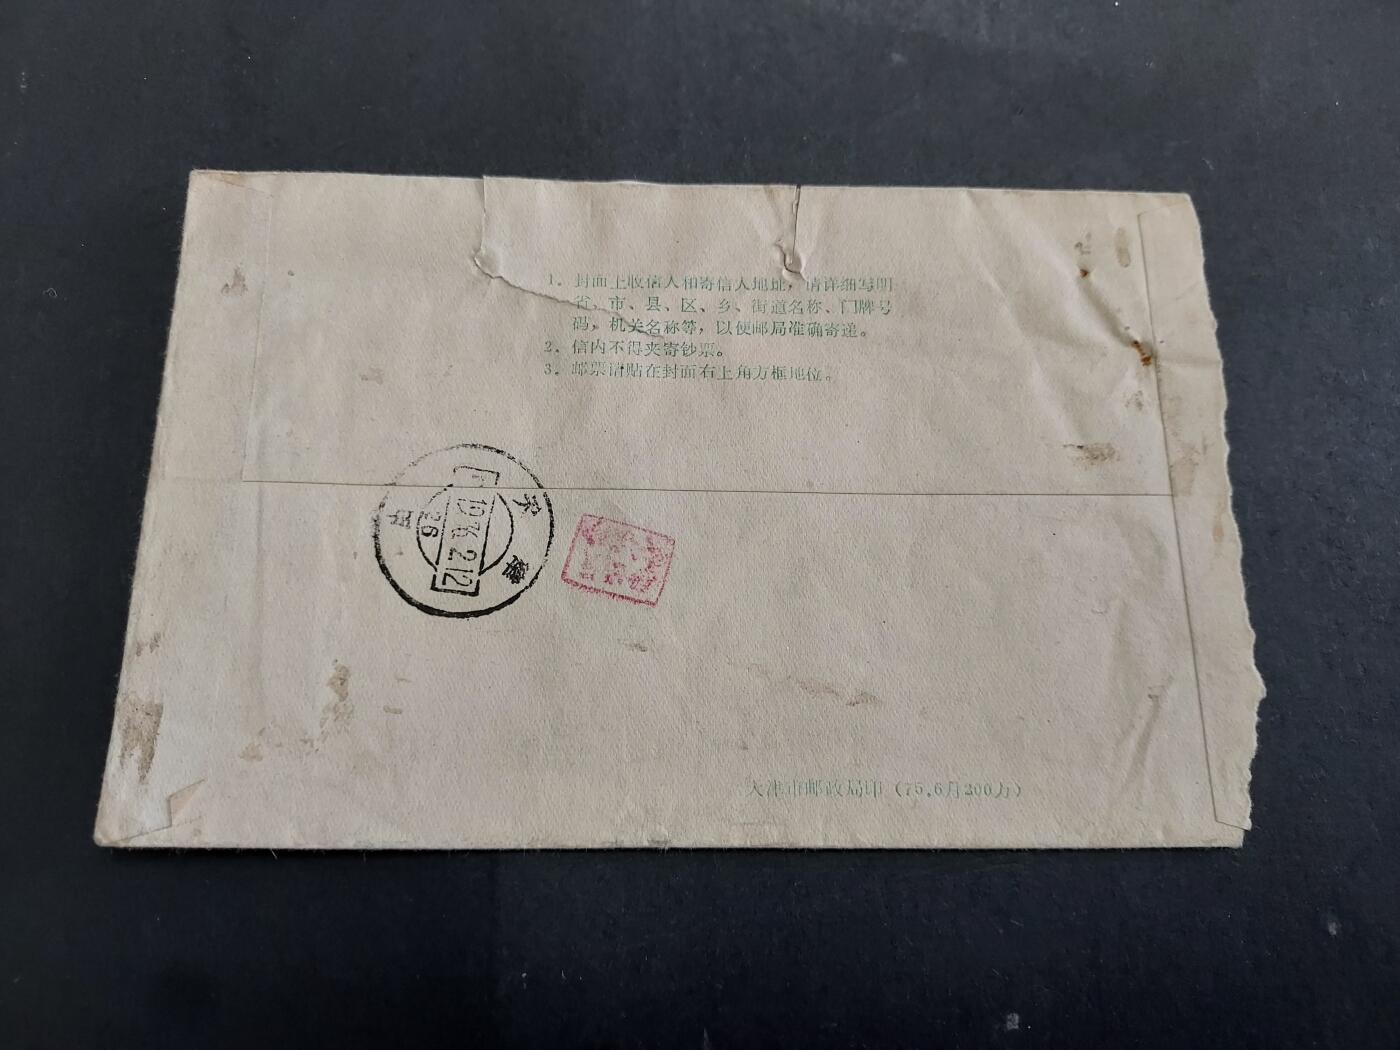 1. 封面上收信人和寄信人地址，请详细写明
省、市、县、区、乡、街道名称、门牌号
码，机关名称等，以便邮局准确寄递。
2. 信内不得夹寄钞票。
3. 邮票请贴在封面右上角方框地位。
1976.2.12
26
天津市邮政局印（75.6月200万）